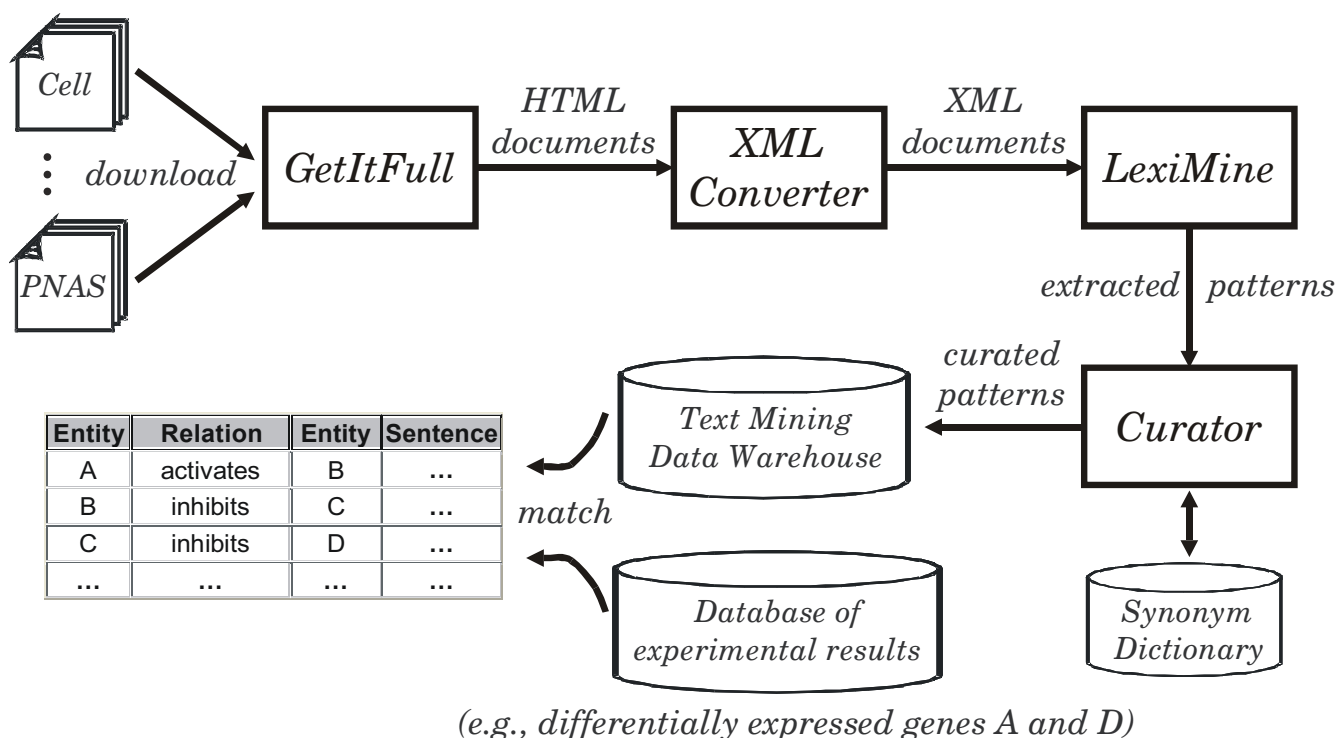 Cell
⋮
download
PNAS
GetItFull
HTML
documents
XML
Converter
XML
documents
LexiMine
extracted patterns
Curator
curated
patterns
Synonym
Dictionary
Text Mining
Data Warehouse
match
Database of
experimental results
(e.g., differentially expressed genes A and D)
Entity Relation Entity Sentence
A activates B ...
B inhibits C ...
C inhibits D ...
... ... ... ...